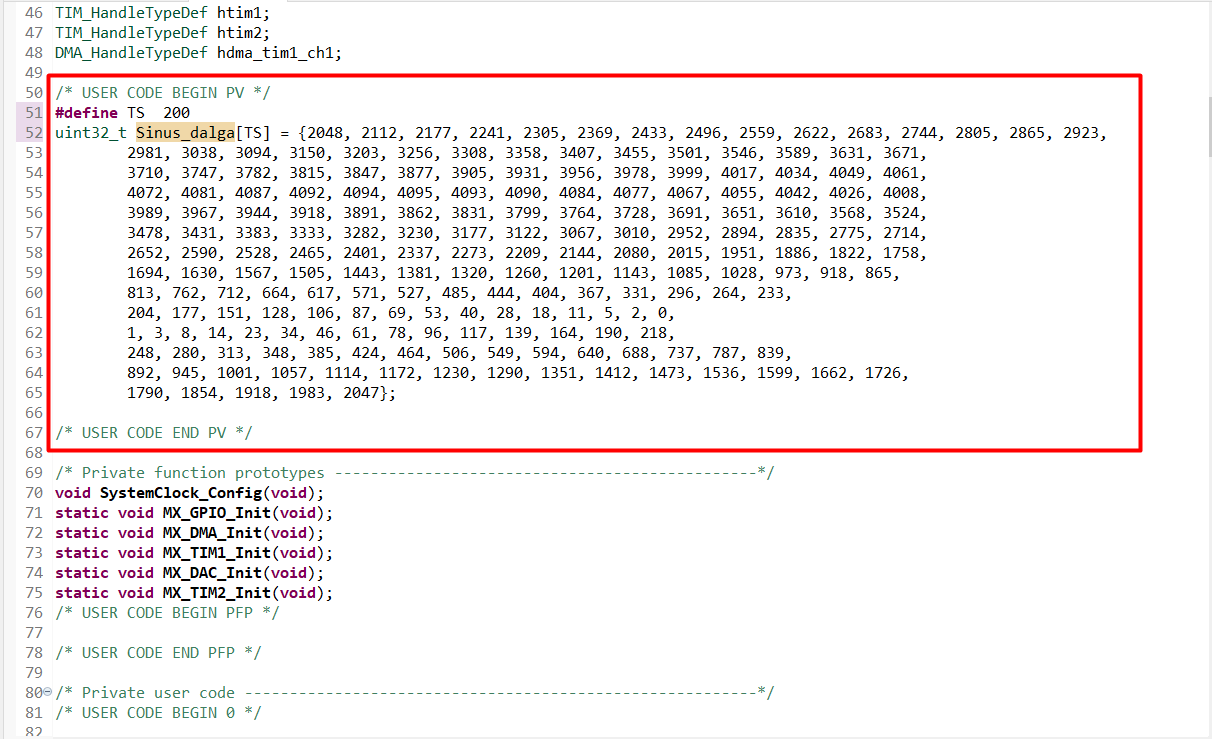 46 TIM_HandleTypeDef htim1;
47 TIM_HandleTypeDef htim2;
48 DMA_HandleTypeDef hdma_tim1_ch1;
49
50 /* USER CODE BEGIN PV */
51 #define TS  200
52 uint32_t Sinus_dalga[TS] = {2048, 2112, 2177, 2241, 2305, 2369, 2433, 2496, 2559, 2622, 2683, 2744, 2805, 2865, 2923,
53         2981, 3038, 3094, 3150, 3203, 3256, 3308, 3358, 3407, 3455, 3501, 3546, 3589, 3631, 3671,
54         3710, 3747, 3782, 3815, 3847, 3877, 3905, 3931, 3956, 3978, 3999, 4017, 4034, 4049, 4061,
55         4072, 4081, 4087, 4092, 4094, 4095, 4093, 4090, 4084, 4077, 4067, 4055, 4042, 4026, 4008,
56         3989, 3967, 3944, 3918, 3891, 3862, 3831, 3799, 3764, 3728, 3691, 3651, 3610, 3568, 3524,
57         3478, 3431, 3383, 3333, 3282, 3230, 3177, 3122, 3067, 3010, 2952, 2894, 2835, 2775, 2714,
58         2652, 2590, 2528, 2465, 2401, 2337, 2273, 2209, 2144, 2080, 2015, 1951, 1886, 1822, 1758,
59         1694, 1630, 1567, 1505, 1443, 1381, 1320, 1260, 1201, 1143, 1085, 1028, 973, 918, 865,
60         813, 762, 712, 664, 617, 571, 527, 485, 444, 404, 367, 331, 296, 264, 233,
61         204, 177, 151, 128, 106, 87, 69, 53, 40, 28, 18, 11, 5, 2, 0,
62         1, 3, 8, 14, 23, 34, 46, 61, 78, 96, 117, 139, 164, 190, 218,
63         248, 280, 313, 348, 385, 424, 464, 506, 549, 594, 640, 688, 737, 787, 839,
64         892, 945, 1001, 1057, 1114, 1172, 1230, 1290, 1351, 1412, 1473, 1536, 1599, 1662, 1726,
65         1790, 1854, 1918, 1983, 2047};
66
67 /* USER CODE END PV */
68
69 /* Private function prototypes -----------------------------------------------*/
70 void SystemClock_Config(void);
71 static void MX_GPIO_Init(void);
72 static void MX_DMA_Init(void);
73 static void MX_TIM1_Init(void);
74 static void MX_DAC_Init(void);
75 static void MX_TIM2_Init(void);
76 /* USER CODE BEGIN PFP */
77
78 /* USER CODE END PFP */
79
80 /* Private user code ---------------------------------------------------------*/
81 /* USER CODE BEGIN 0 */
82